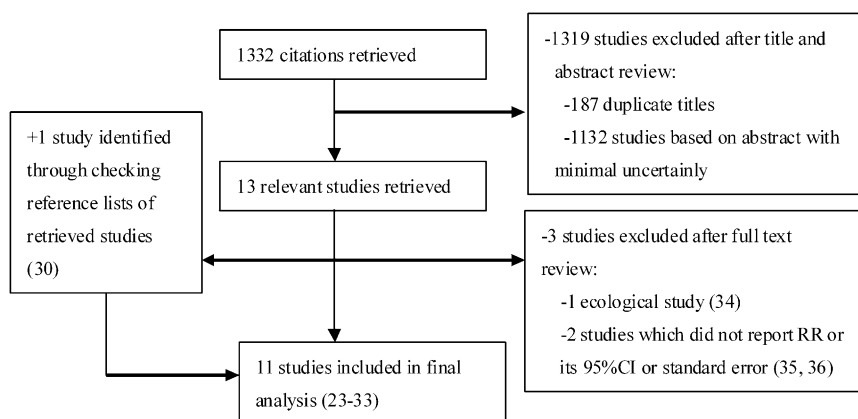 1332 citations retrieved
-1319 studies excluded after title and
abstract review:
-187 duplicate titles
-1132 studies based on abstract with
minimal uncertainly
+1 study identified
through checking
reference lists of
retrieved studies
(30)
13 relevant studies retrieved
-3 studies excluded after full text
review:
-1 ecological study (34)
-2 studies which did not report RR or
its 95%CI or standard error (35, 36)
11 studies included in final
analysis (23-33)